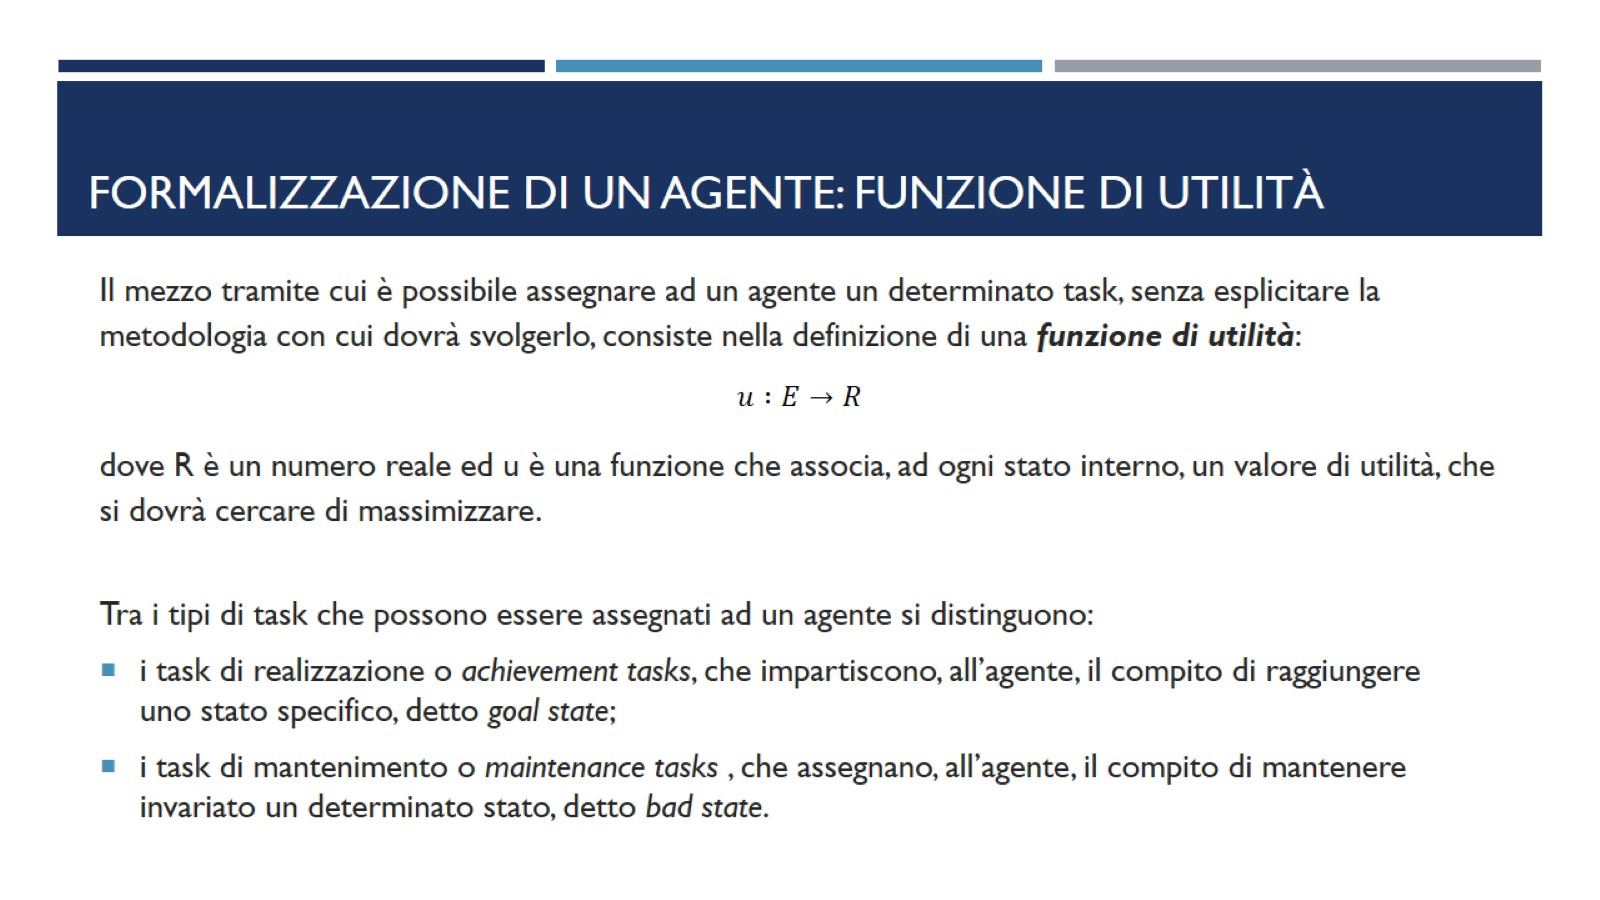 FORMALIZZAZIONE DI UN AGENTE: FUNZIONE DI UTILITÀ
Il mezzo tramite cui è possibile assegnare ad un agente un determinato task, senza esplicitare la
metodologia con cui dovrà svolgerlo, consiste nella definizione di una funzione di utilità:
u : E → R
dove R è un numero reale ed u è una funzione che associa, ad ogni stato interno, un valore di utilità, che
si dovrà cercare di massimizzare.
Tra i tipi di task che possono essere assegnati ad un agente si distinguono:
▪ i task di realizzazione o achievement tasks, che impartiscono, all’agente, il compito di raggiungere
uno stato specifico, detto goal state;
▪ i task di mantenimento o maintenance tasks , che assegnano, all’agente, il compito di mantenere
invariato un determinato stato, detto bad state.